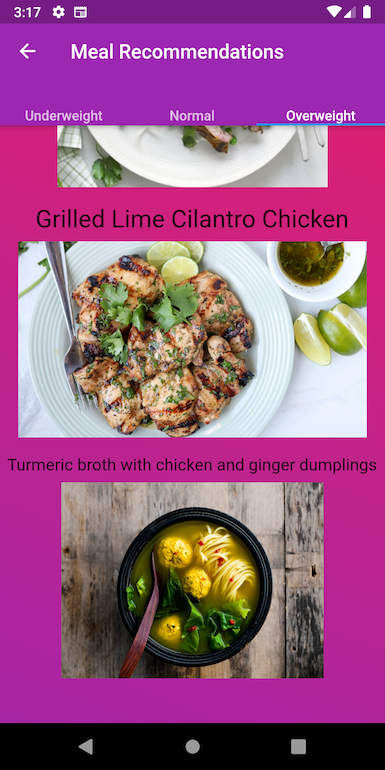 3:17
Meal Recommendations
Underweight
Normal
Overweight
Grilled Lime Cilantro Chicken
Turmeric broth with chicken and ginger dumplings